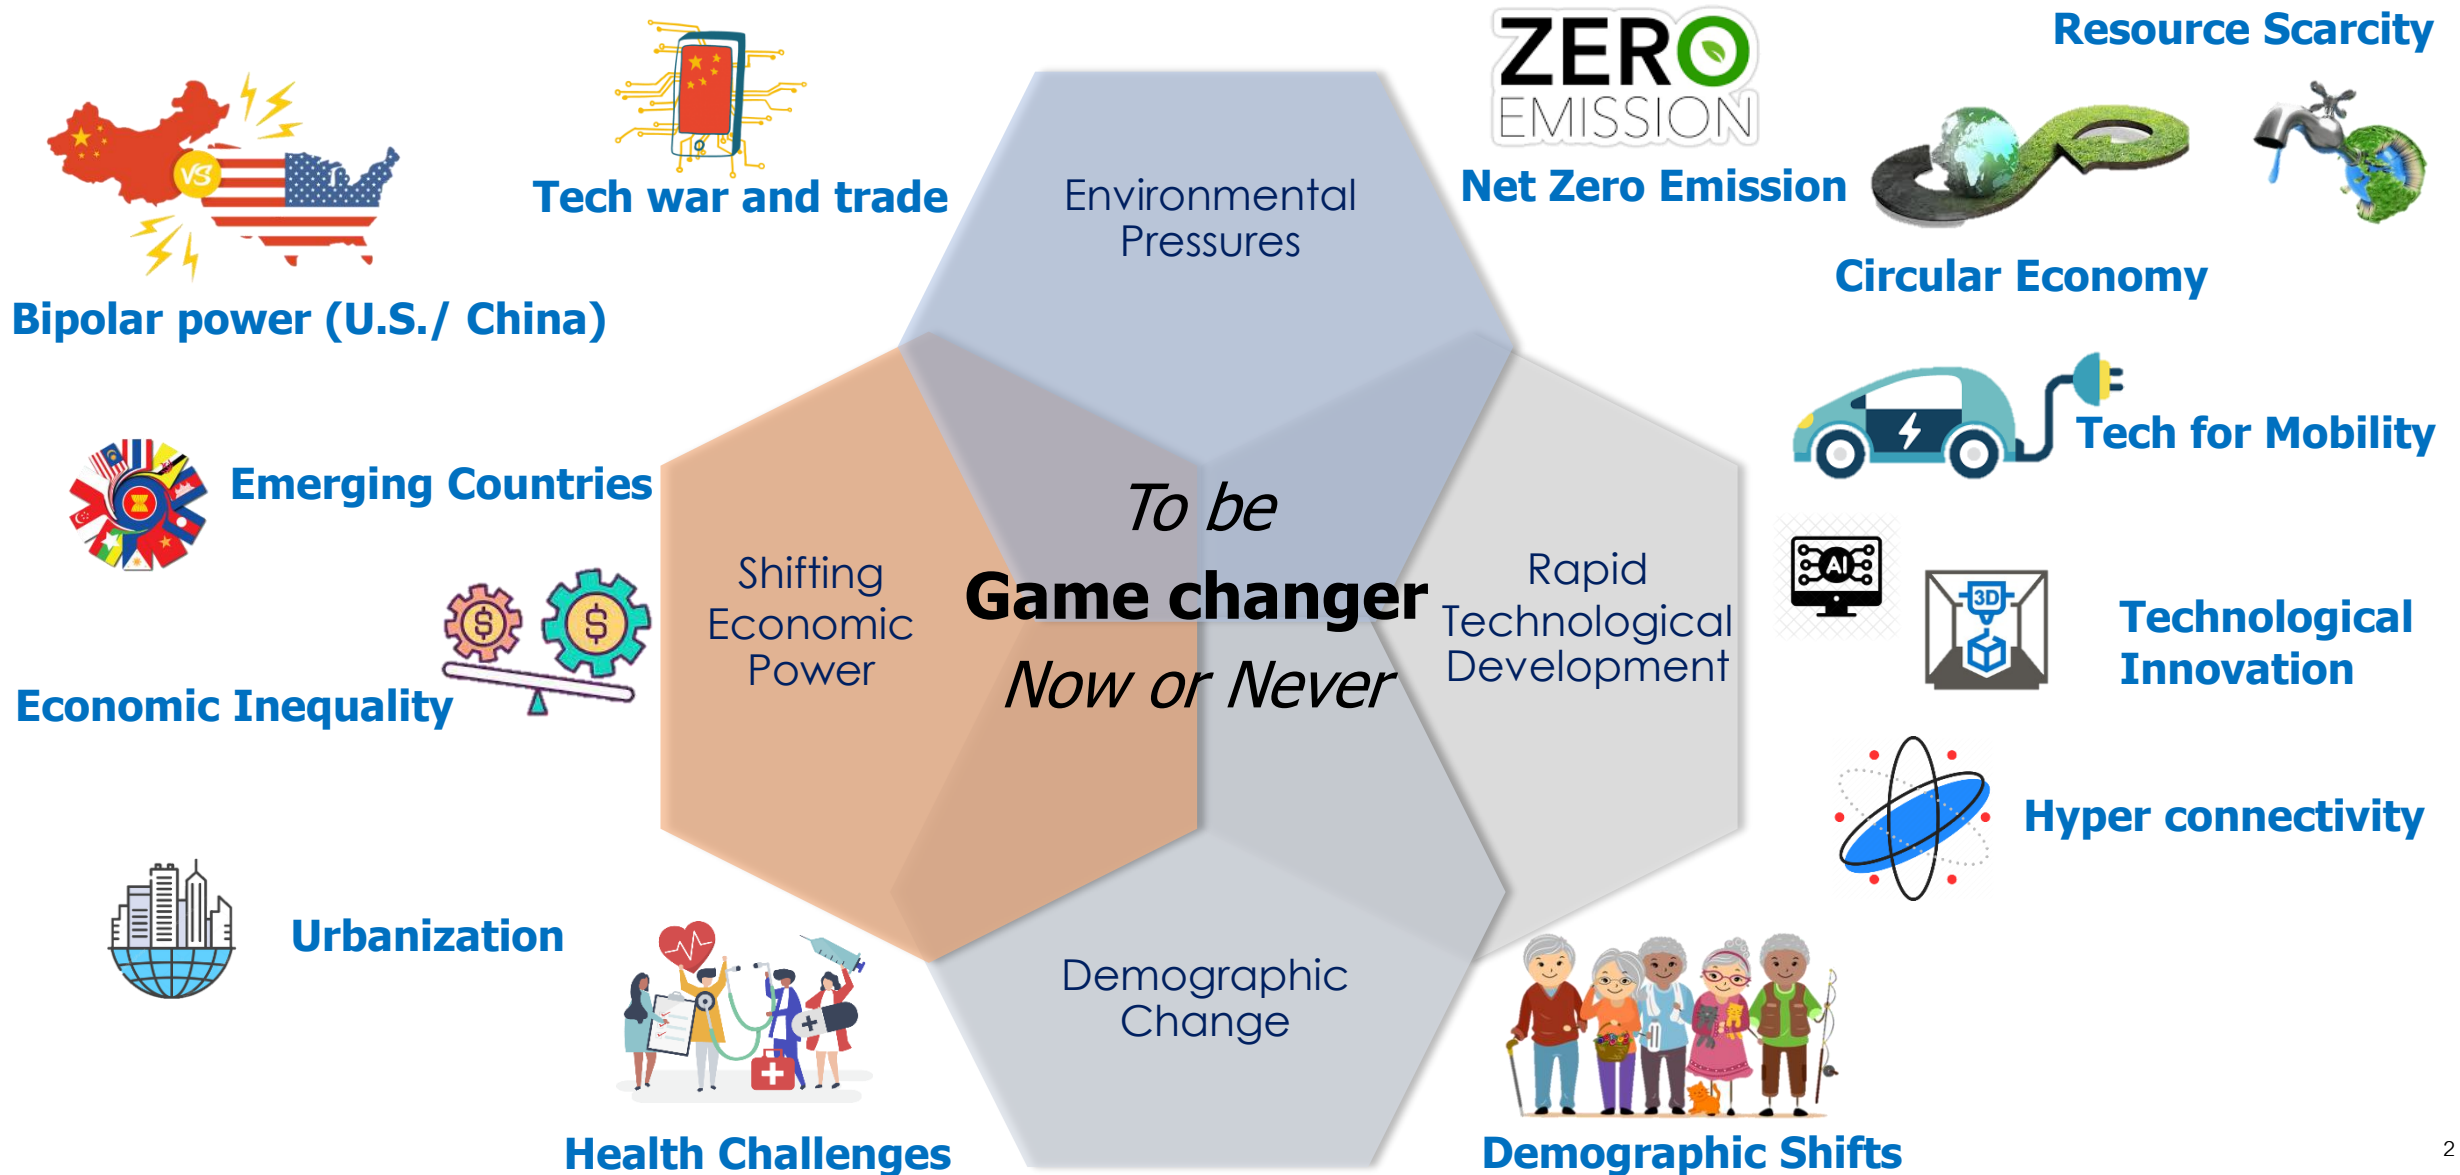 ZERO
EMISSION
Resource Scarcity
VS
Tech war and trade
Net Zero Emission
Environmental
Pressures
Circular Economy
Bipolar power (U.S./ China)
Tech for Mobility
Emerging Countries
To be
Game changer
Now or Never
Shifting
Economic
Power
Rapid
Technological
Development
AI
3D
Technological
Innovation
$
$
Economic Inequality
Hyper connectivity
Urbanization
Demographic
Change
Health Challenges
Demographic Shifts
2